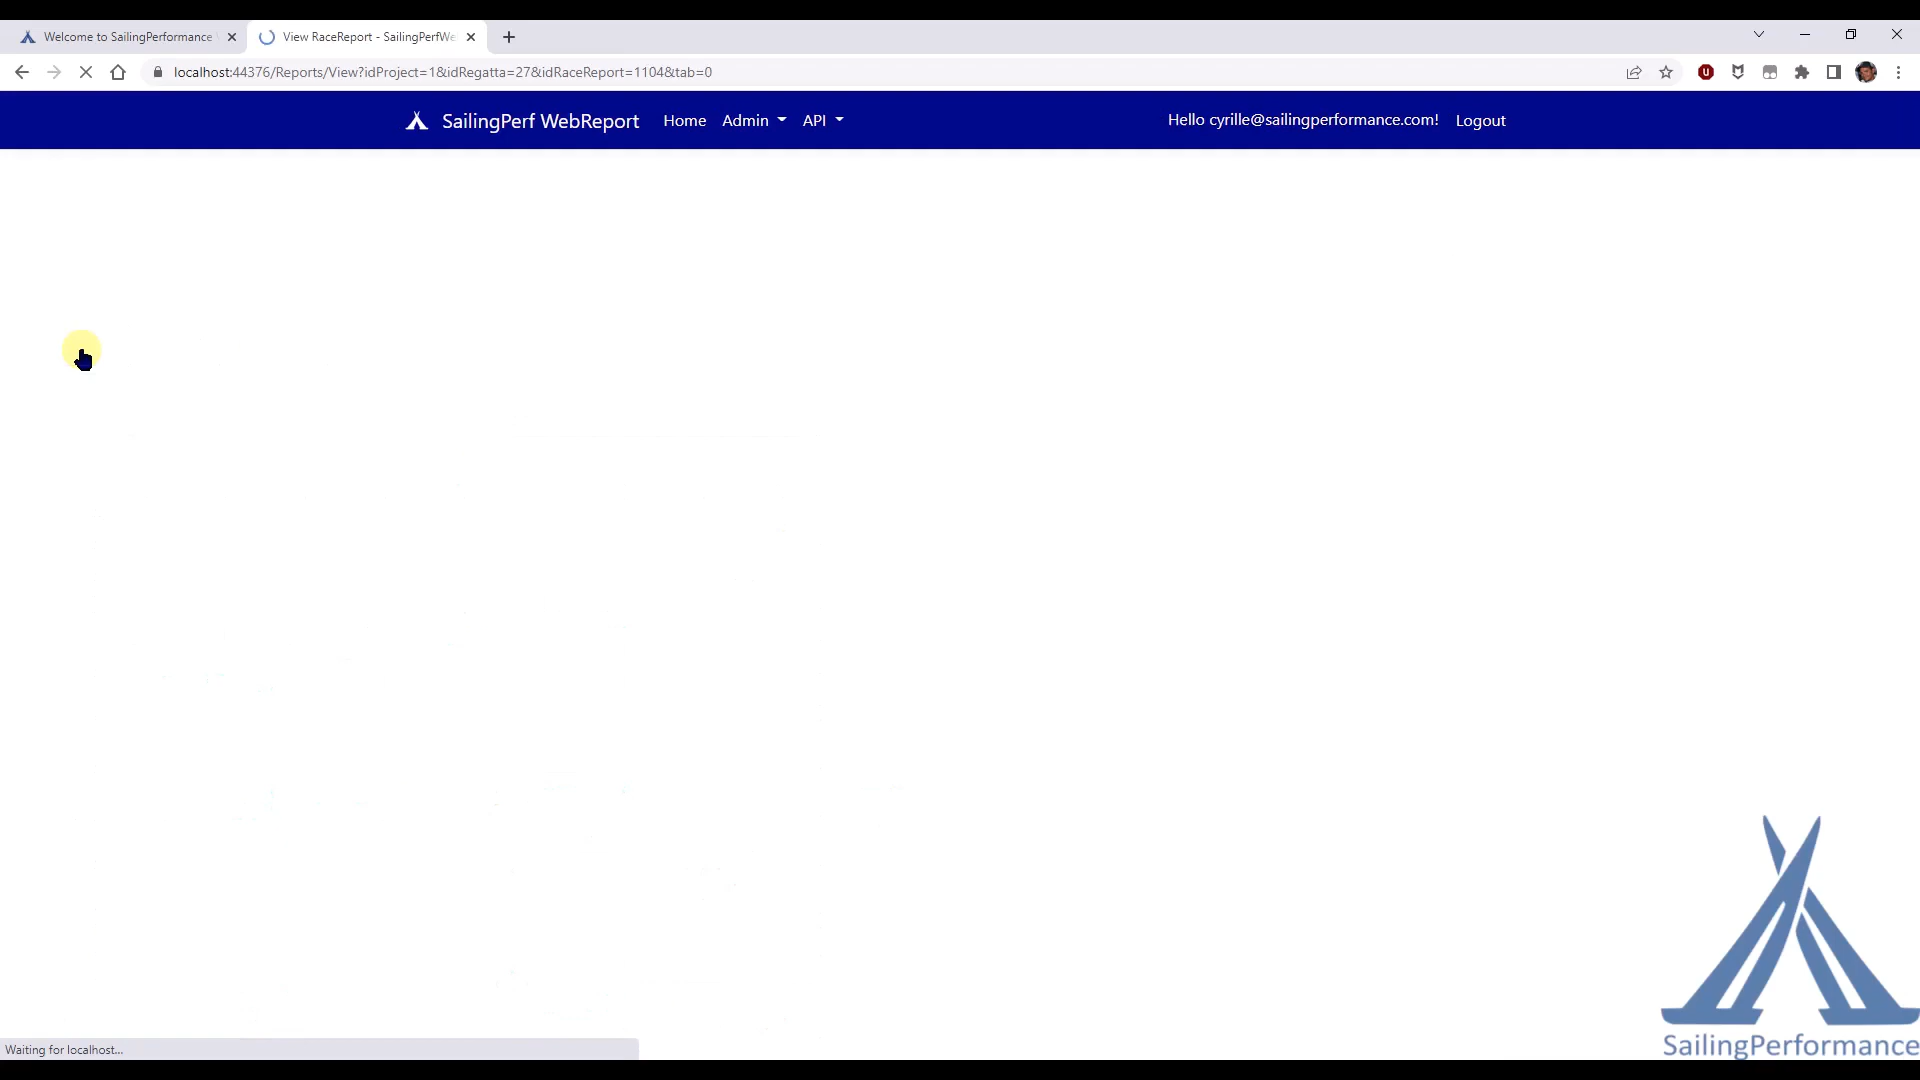 Welcome to SailingPerformance
View RaceReport - SailingPerfWe
localhost:44376/Reports/View?idProject=1&idRegatta=27&idRaceReport=1104&tab=0
SailingPerf WebReport Home Admin API Hello cyrille@sailingperformance.com! Logout
SailingPerformance
Waiting for localhost...